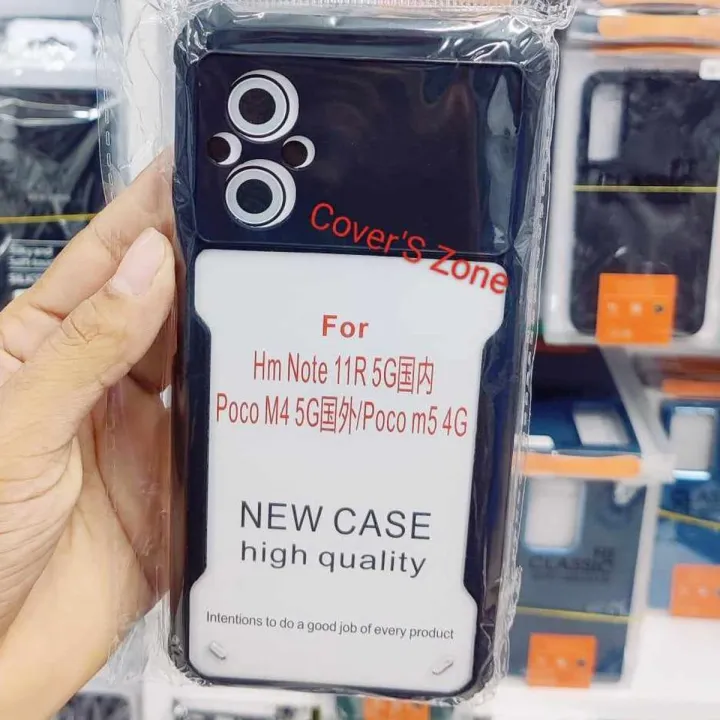 Cover'S Zone
For
Hm Note 11R 5G国内
Poco M4 5G国外/Poco m5 4G
NEW CASE
high quality
Intentions to do a good job of every product
CLASSIC